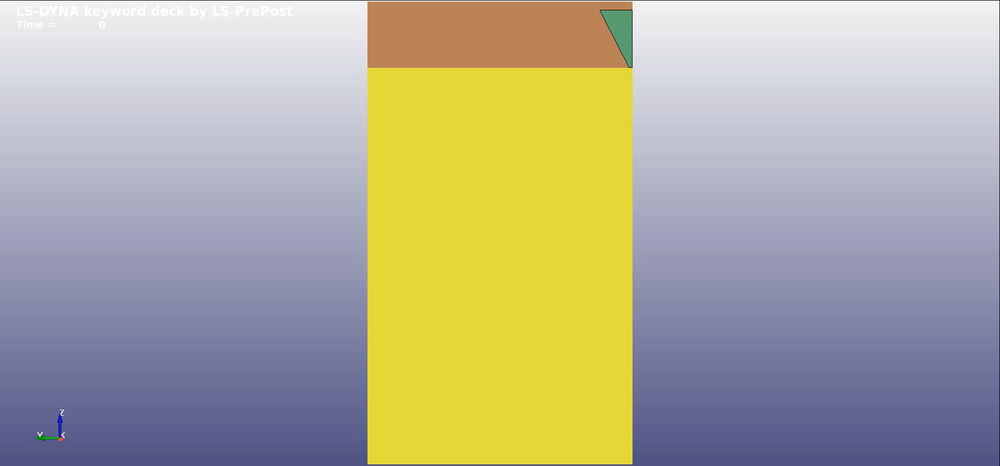 LS-DYNA keyword deck by LS-PrePost
Time = 0
Z
Y X